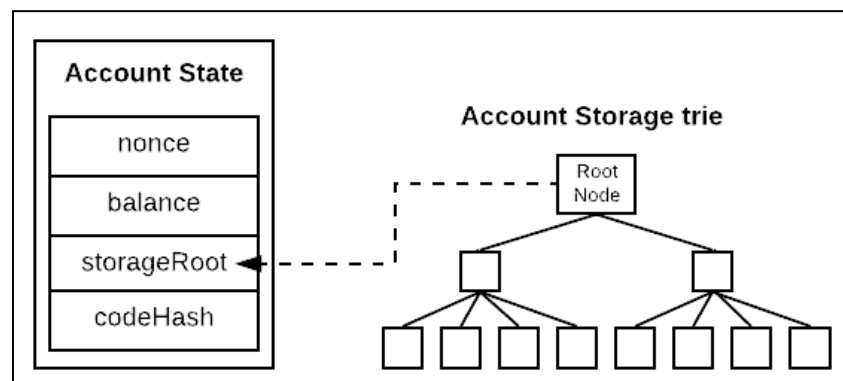 Account State
nonce
balance
storageRoot
codeHash
Account Storage trie
Root
Node